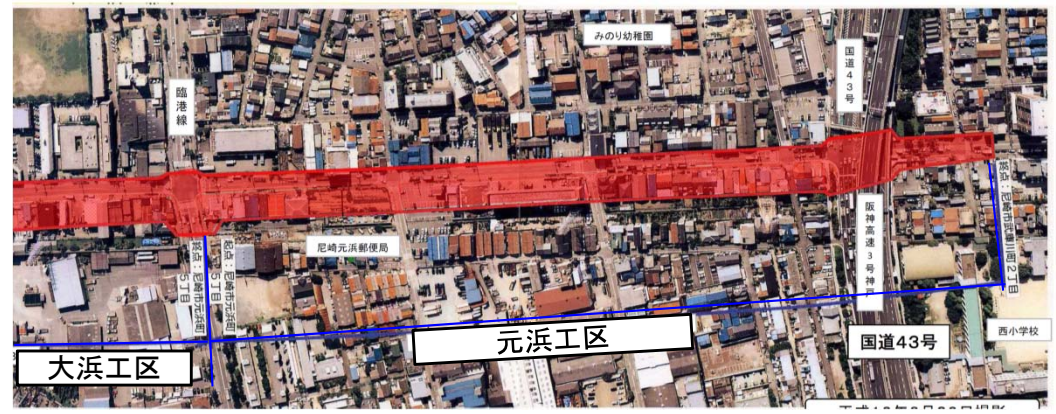 みのり幼稚園
国道43号
臨港線
尼崎元浜郵便局
阪神高速3号神戸
終点：尼崎市武庫川町2丁目
終点：尼崎市元浜町
5丁目
起点：尼崎市元浜町
5丁目
元浜工区
国道43号
西小学校
大浜工区